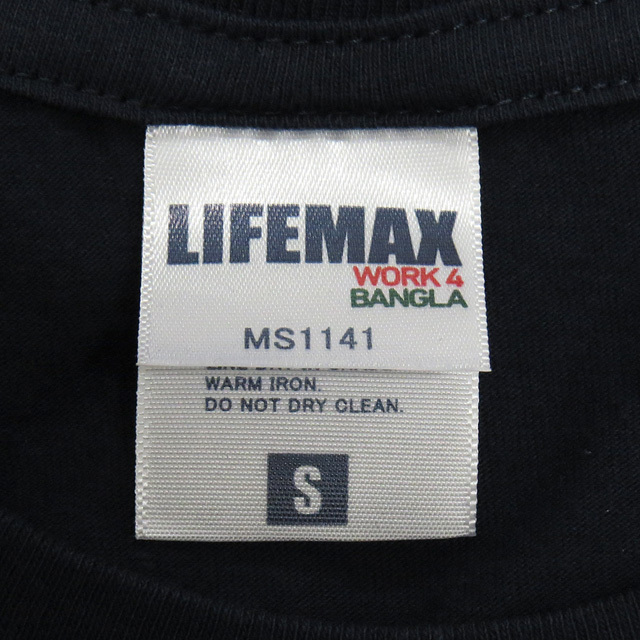 LIFEMAX
WORK 4
BANGLA
MS1141
WARM IRON.
DO NOT DRY CLEAN.
S